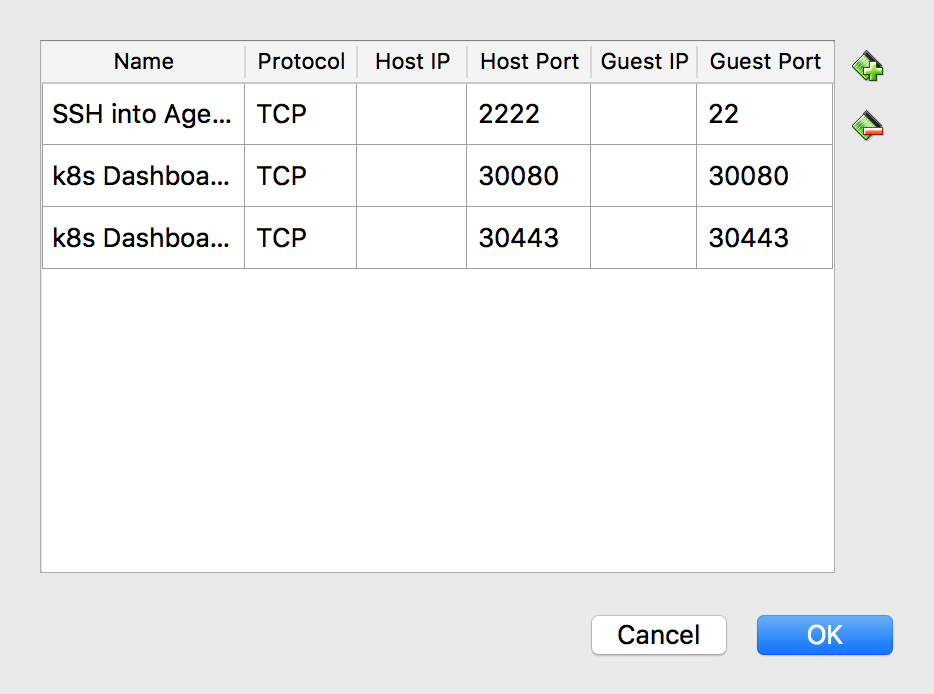 Name Protocol Host IP Host Port Guest IP Guest Port
SSH into Age... TCP 2222 22
k8s Dashboa... TCP 30080 30080
k8s Dashboa... TCP 30443 30443
Cancel OK